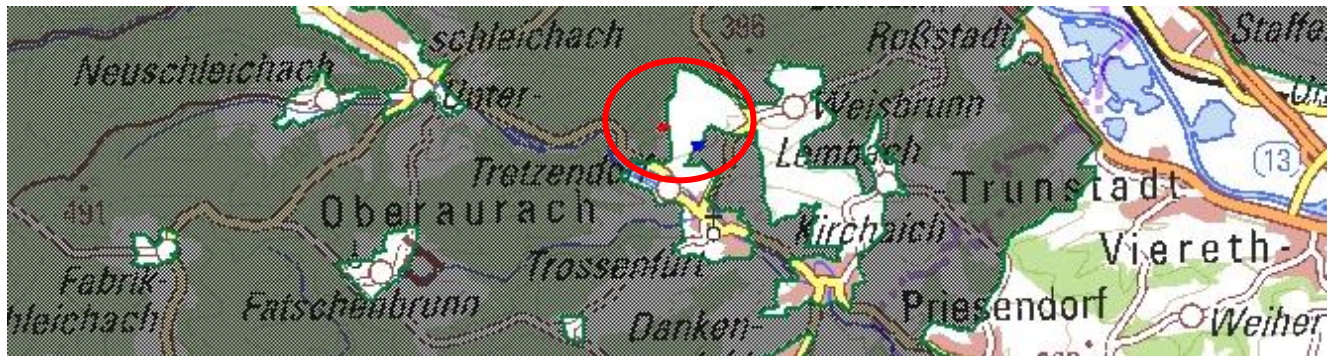 schleichach
396
Roßstadt
Staffe
Neuschleichach
Unter-
Weisbrunn
Lembach
(13)
Tretzendorf
Trunstadt
491
Oberaurach
Kirchaich
Viereth-
Fabrik-
schleichach
Trossenfurt
Fatschenbrunn
Danken-
Priesendorf
Weiher